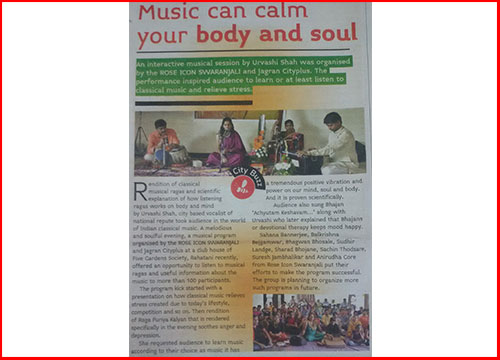 Music can calm
your body and soul
An interactive musical session by Urvashi Shah was organised
by the ROSE ICON SWARANJALI and Jagran Cityplus. The
performance inspired audience to learn or at least listen to
classical music and relieve stress.
City Buzz
Rendition of classical
musical ragas and scientific
explanation of how listening
ragas works on body and mind
by Urvashi Shah, city based vocalist of
national repute took audience in the world
of Indian classical music. A melodious
and soulful evening, a musical program
organised by the ROSE ICON SWARANJALI
and Jagran Cityplus at a club house of
Five Gardens Society, Rahatani recently,
offered an opportunity to listen to musical
ragas and useful information about the
music to more than 100 participants.
The program kick started with a
presentation on how classical music relieves
stress created due to today's lifestyle,
competition and so on. Then rendition
of Raga Puriya Kalyan that is rendered
specifically in the evening soothes anger and
depression.
She requested audience to learn music
according to their choice as music it has
a tremendous positive vibration and
power on our mind, soul and body.
And it is proven scientifically.
Audience also sung Bhajan
"Achyutam Keshavam..." along with
Urvashi who later explained that Bhajans
or devotional therapy keeps mood happy.
Sahana Bannerjee, Balkrishna
Bejjamwar, Bhagwan Bhosale, Sudhir
Landge, Sharad Bhojane, Sachin Thodsam,
Suresh Jambhalikar and Anirudha Core
from Rose Icon Swaranjali put their
efforts to make the program successful.
The group is planning to organize more
such programs in future.